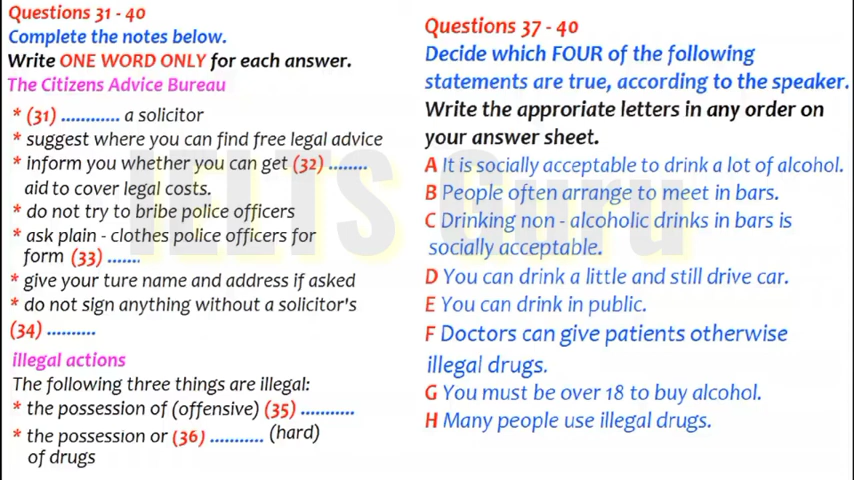 Questions 31 - 40
Complete the notes below.
Write ONE WORD ONLY for each answer.
The Citizens Advice Bureau
* (31) ............ a solicitor
* suggest where you can find free legal advice
* inform you whether you can get (32) ........
aid to cover legal costs.
* do not try to bribe police officers
* ask plain - clothes police officers for
form (33) .......
* give your ture name and address if asked
* do not sign anything without a solicitor's
(34) ..........
illegal actions
The following three things are illegal:
* the possession of (offensive) (35) ...........
* the possession or (36) ........... (hard)
of drugs
Questions 37 - 40
Decide which FOUR of the following
statements are true, according to the speaker.
Write the approriate letters in any order on
your answer sheet.
A It is socially acceptable to drink a lot of alcohol.
B People often arrange to meet in bars.
C Drinking non - alcoholic drinks in bars is
socially acceptable.
D You can drink a little and still drive car.
E You can drink in public.
F Doctors can give patients otherwise
illegal drugs.
G You must be over 18 to buy alcohol.
H Many people use illegal drugs.
IELTS Guru